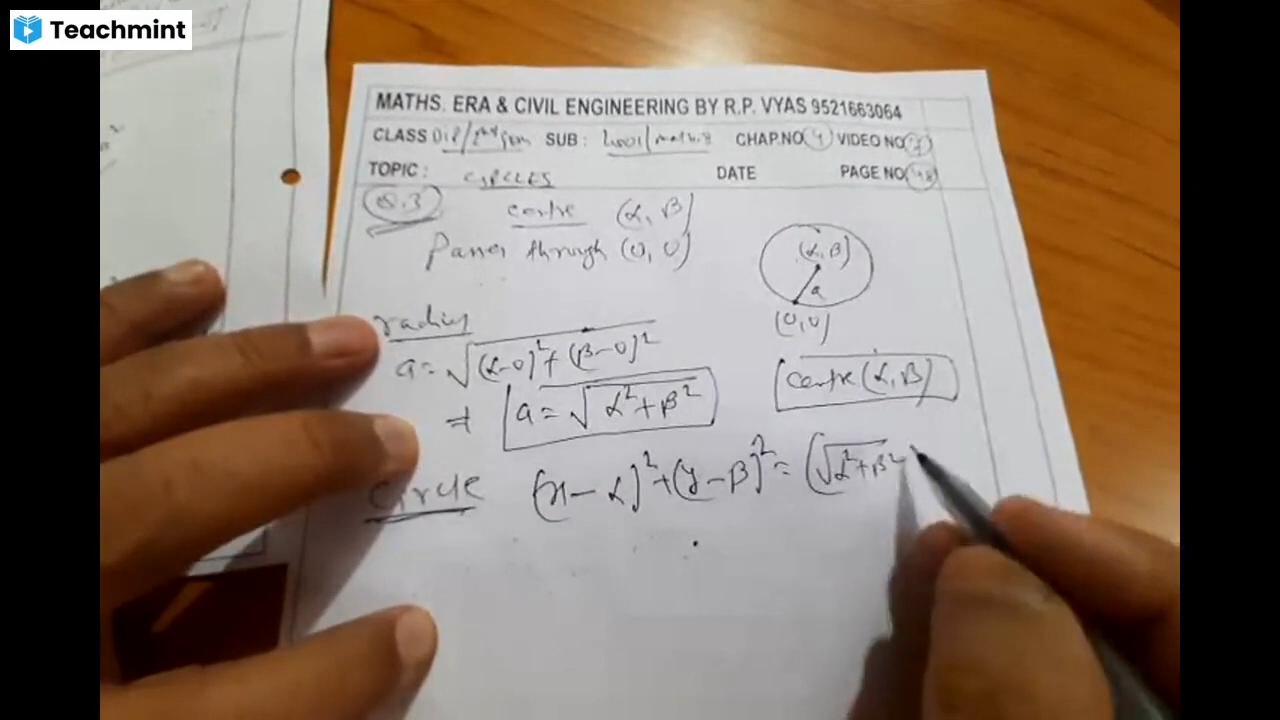 Teachmint
MATHS. ERA & CIVIL ENGINEERING BY R.P. VYAS 9521663064
CLASS Dip/ SUB : CHAP.NO 4 VIDEO NO 7
TOPIC : CIRCLES DATE PAGE NO
Q.3 centre (α, β)
Passes through (0, 0)
(α, β)
a
(0, 0)
radius
a = √(α-0)² + (β-0)²
⇒ a = √α² + β²
centre (α, β)
circle (x - α)² + (y - β)² = (√α² + β²